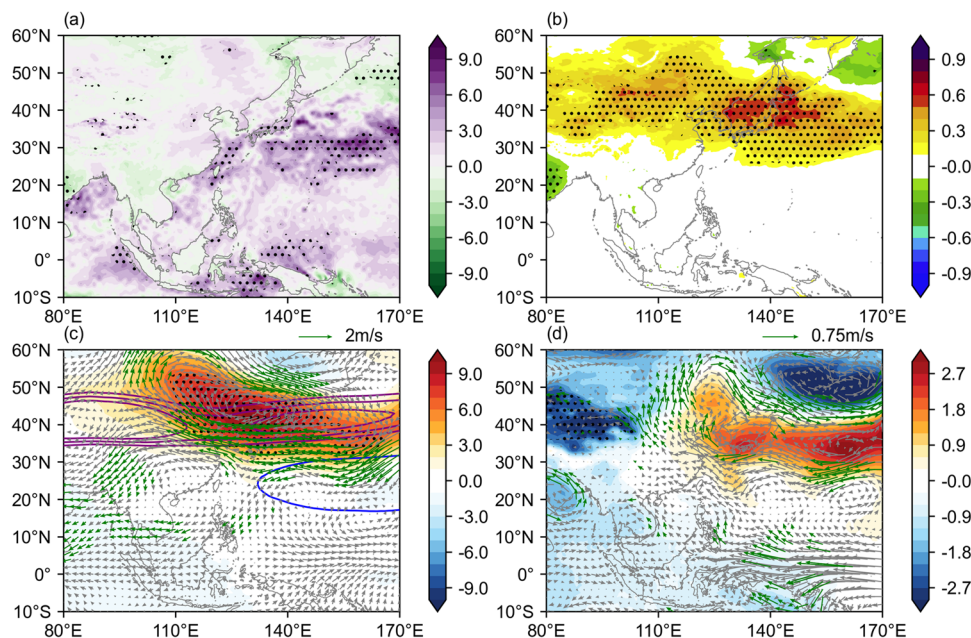 (a)
60°N
50°N
40°N
30°N
20°N
10°N
0°
10°S
80°E
110°E
140°E
170°E
9.0
6.0
3.0
0.0
-3.0
-6.0
-9.0
(b)
60°N
50°N
40°N
30°N
20°N
10°N
0°
10°S
80°E
110°E
140°E
170°E
0.9
0.6
0.3
0.0
-0.3
-0.6
-0.9
(c)
2m/s
60°N
50°N
40°N
30°N
20°N
10°N
0°
10°S
80°E
110°E
140°E
170°E
9.0
6.0
3.0
0.0
-3.0
-6.0
-9.0
(d)
0.75m/s
60°N
50°N
40°N
30°N
20°N
10°N
0°
10°S
80°E
110°E
140°E
170°E
2.7
1.8
0.9
-0.0
-0.9
-1.8
-2.7